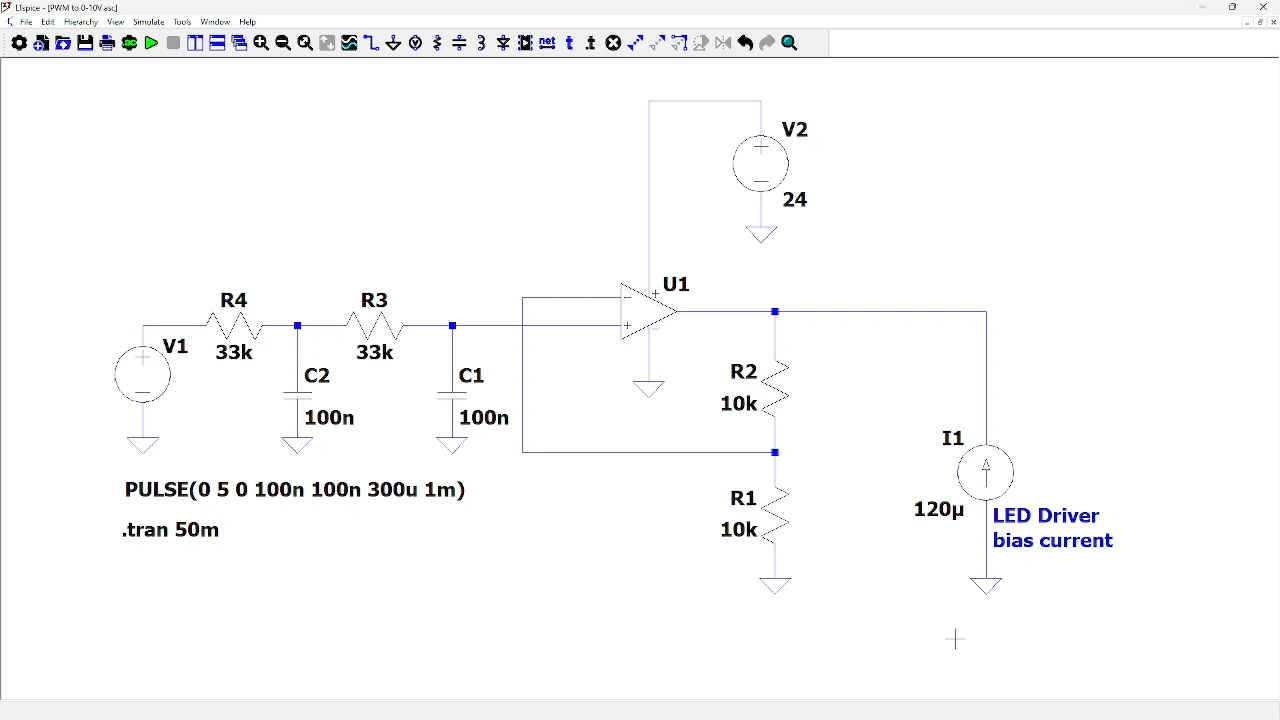 LTspice - [PWM to 0-10V.asc]
File Edit Hierarchy View Simulate Tools Window Help
net t .t
V2
24
U1
R4
R3
V1
33k
33k
C2
C1
100n
100n
R2
10k
R1
10k
I1
120µ
LED Driver
bias current
PULSE(0 5 0 100n 100n 300u 1m)
.tran 50m